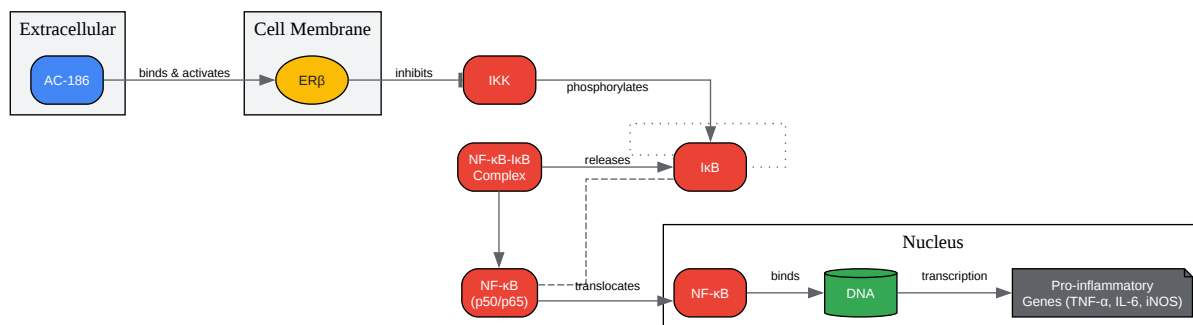 Extracellular
Cell Membrane
AC-186
binds & activates
ERβ
inhibits
IKK
phosphorylates
NF-κB-IκB
Complex
releases
IκB
Nucleus
NF-κB
(p50/p65)
translocates
NF-κB
binds
DNA
transcription
Pro-inflammatory
Genes (TNF-α, IL-6, iNOS)